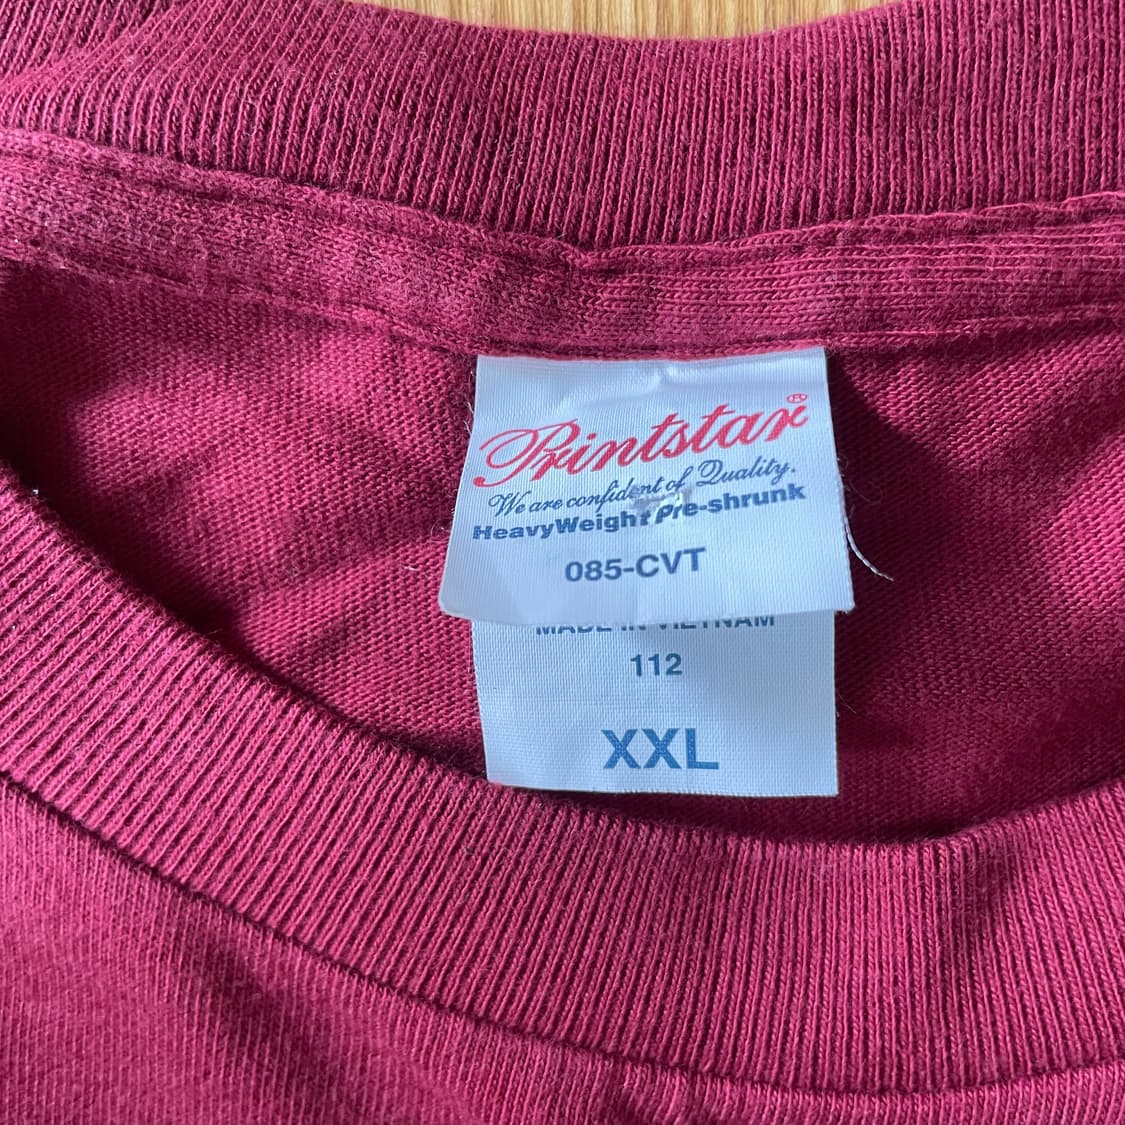 Printstar®
We are confident of Quality.
HeavyWeight Pre-shrunk
085-CVT
MADE IN VIETNAM
112
XXL